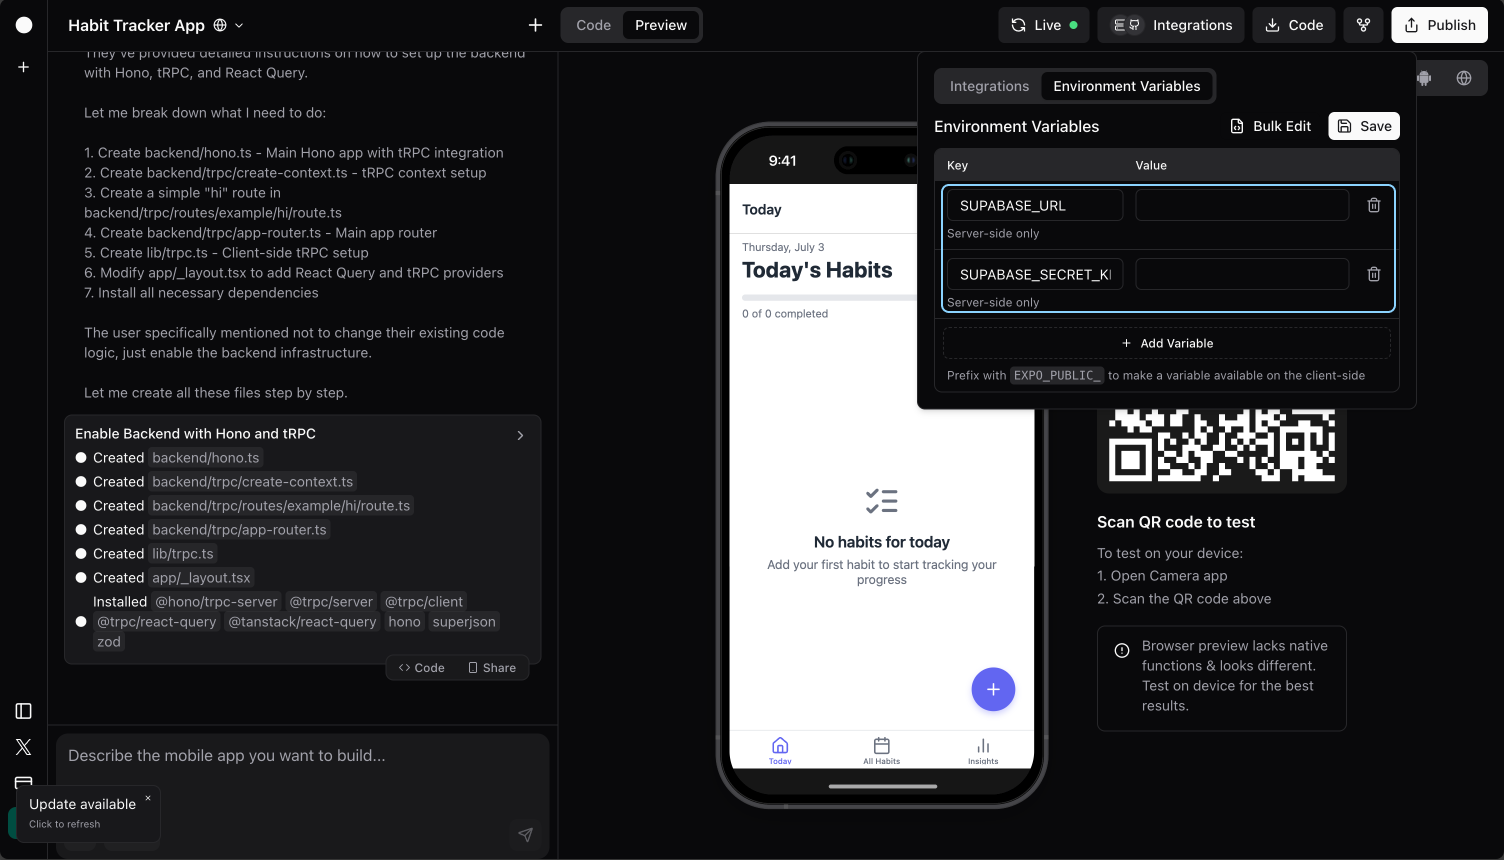 Habit Tracker App
Code
Preview
Live
Integrations
Code
Publish
They've provided detailed instructions on how to set up the backend
with Hono, tRPC, and React Query.
Let me break down what I need to do:
1. Create backend/hono.ts - Main Hono app with tRPC integration
2. Create backend/trpc/create-context.ts - tRPC context setup
3. Create a simple "hi" route in
backend/trpc/routes/example/hi/route.ts
4. Create backend/trpc/app-router.ts - Main app router
5. Create lib/trpc.ts - Client-side tRPC setup
6. Modify app/_layout.tsx to add React Query and tRPC providers
7. Install all necessary dependencies
The user specifically mentioned not to change their existing code
logic, just enable the backend infrastructure.
Let me create all these files step by step.
Enable Backend with Hono and tRPC
Created backend/hono.ts
Created backend/trpc/create-context.ts
Created backend/trpc/routes/example/hi/route.ts
Created backend/trpc/app-router.ts
Created lib/trpc.ts
Created app/_layout.tsx
Installed @hono/trpc-server @trpc/server @trpc/client
@trpc/react-query @tanstack/react-query hono superjson
zod
Code
Share
Describe the mobile app you want to build...
Update available
Click to refresh
9:41
Today
Thursday, July 3
Today's Habits
0 of 0 completed
No habits for today
Add your first habit to start tracking your
progress
Today
All Habits
Insights
Integrations
Environment Variables
Environment Variables
Bulk Edit
Save
Key
Value
SUPABASE_URL
Server-side only
SUPABASE_SECRET_K
Server-side only
Add Variable
Prefix with EXPO_PUBLIC_ to make a variable available on the client-side
Scan QR code to test
To test on your device:
1. Open Camera app
2. Scan the QR code above
Browser preview lacks native
functions & looks different.
Test on device for the best
results.